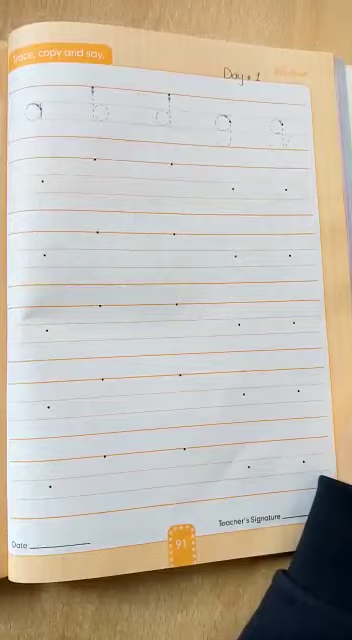 Trace, copy and say.
Day 1
a b d g q
Date
91
Teacher's Signature